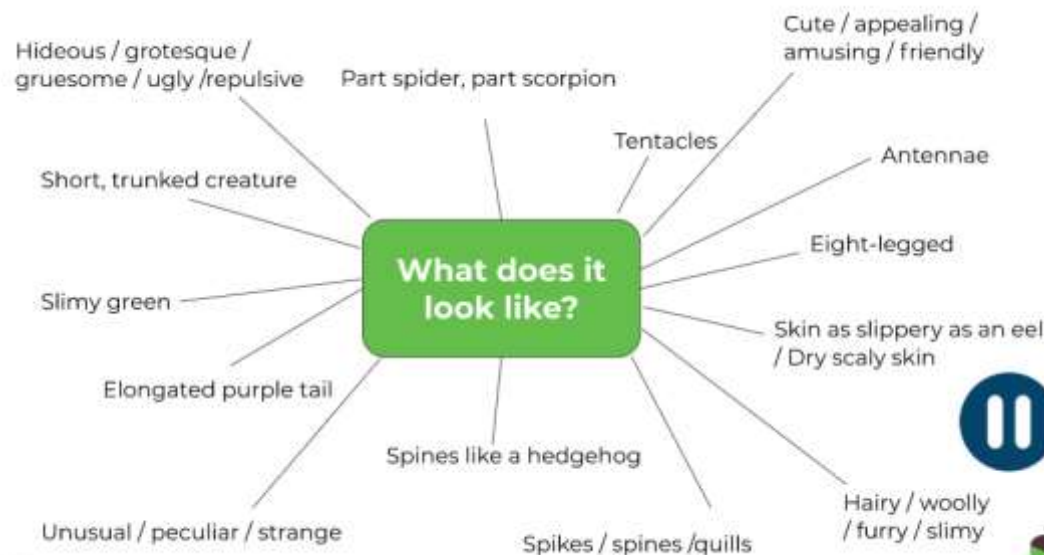 Cute / appealing /
amusing / friendly
Hideous / grotesque /
gruesome / ugly /repulsive
Part spider, part scorpion
Tentacles
Antennae
Short, trunked creature
Eight-legged
What does it
look like?
Slimy green
Skin as slippery as an eel
/ Dry scaly skin
Elongated purple tail
Spines like a hedgehog
Hairy / woolly
/ furry / slimy
Unusual / peculiar / strange
Spikes / spines /quills